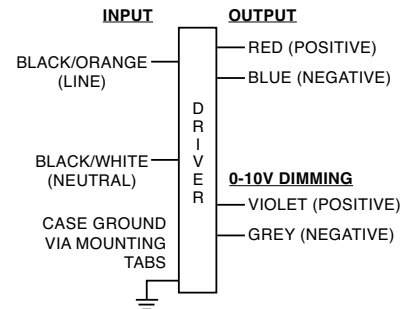 INPUT
BLACK/ORANGE
(LINE)
BLACK/WHITE
(NEUTRAL)
CASE GROUND
VIA MOUNTING
TABS
DRIVER
OUTPUT
RED (POSITIVE)
BLUE (NEGATIVE)
0-10V DIMMING
VIOLET (POSITIVE)
GREY (NEGATIVE)